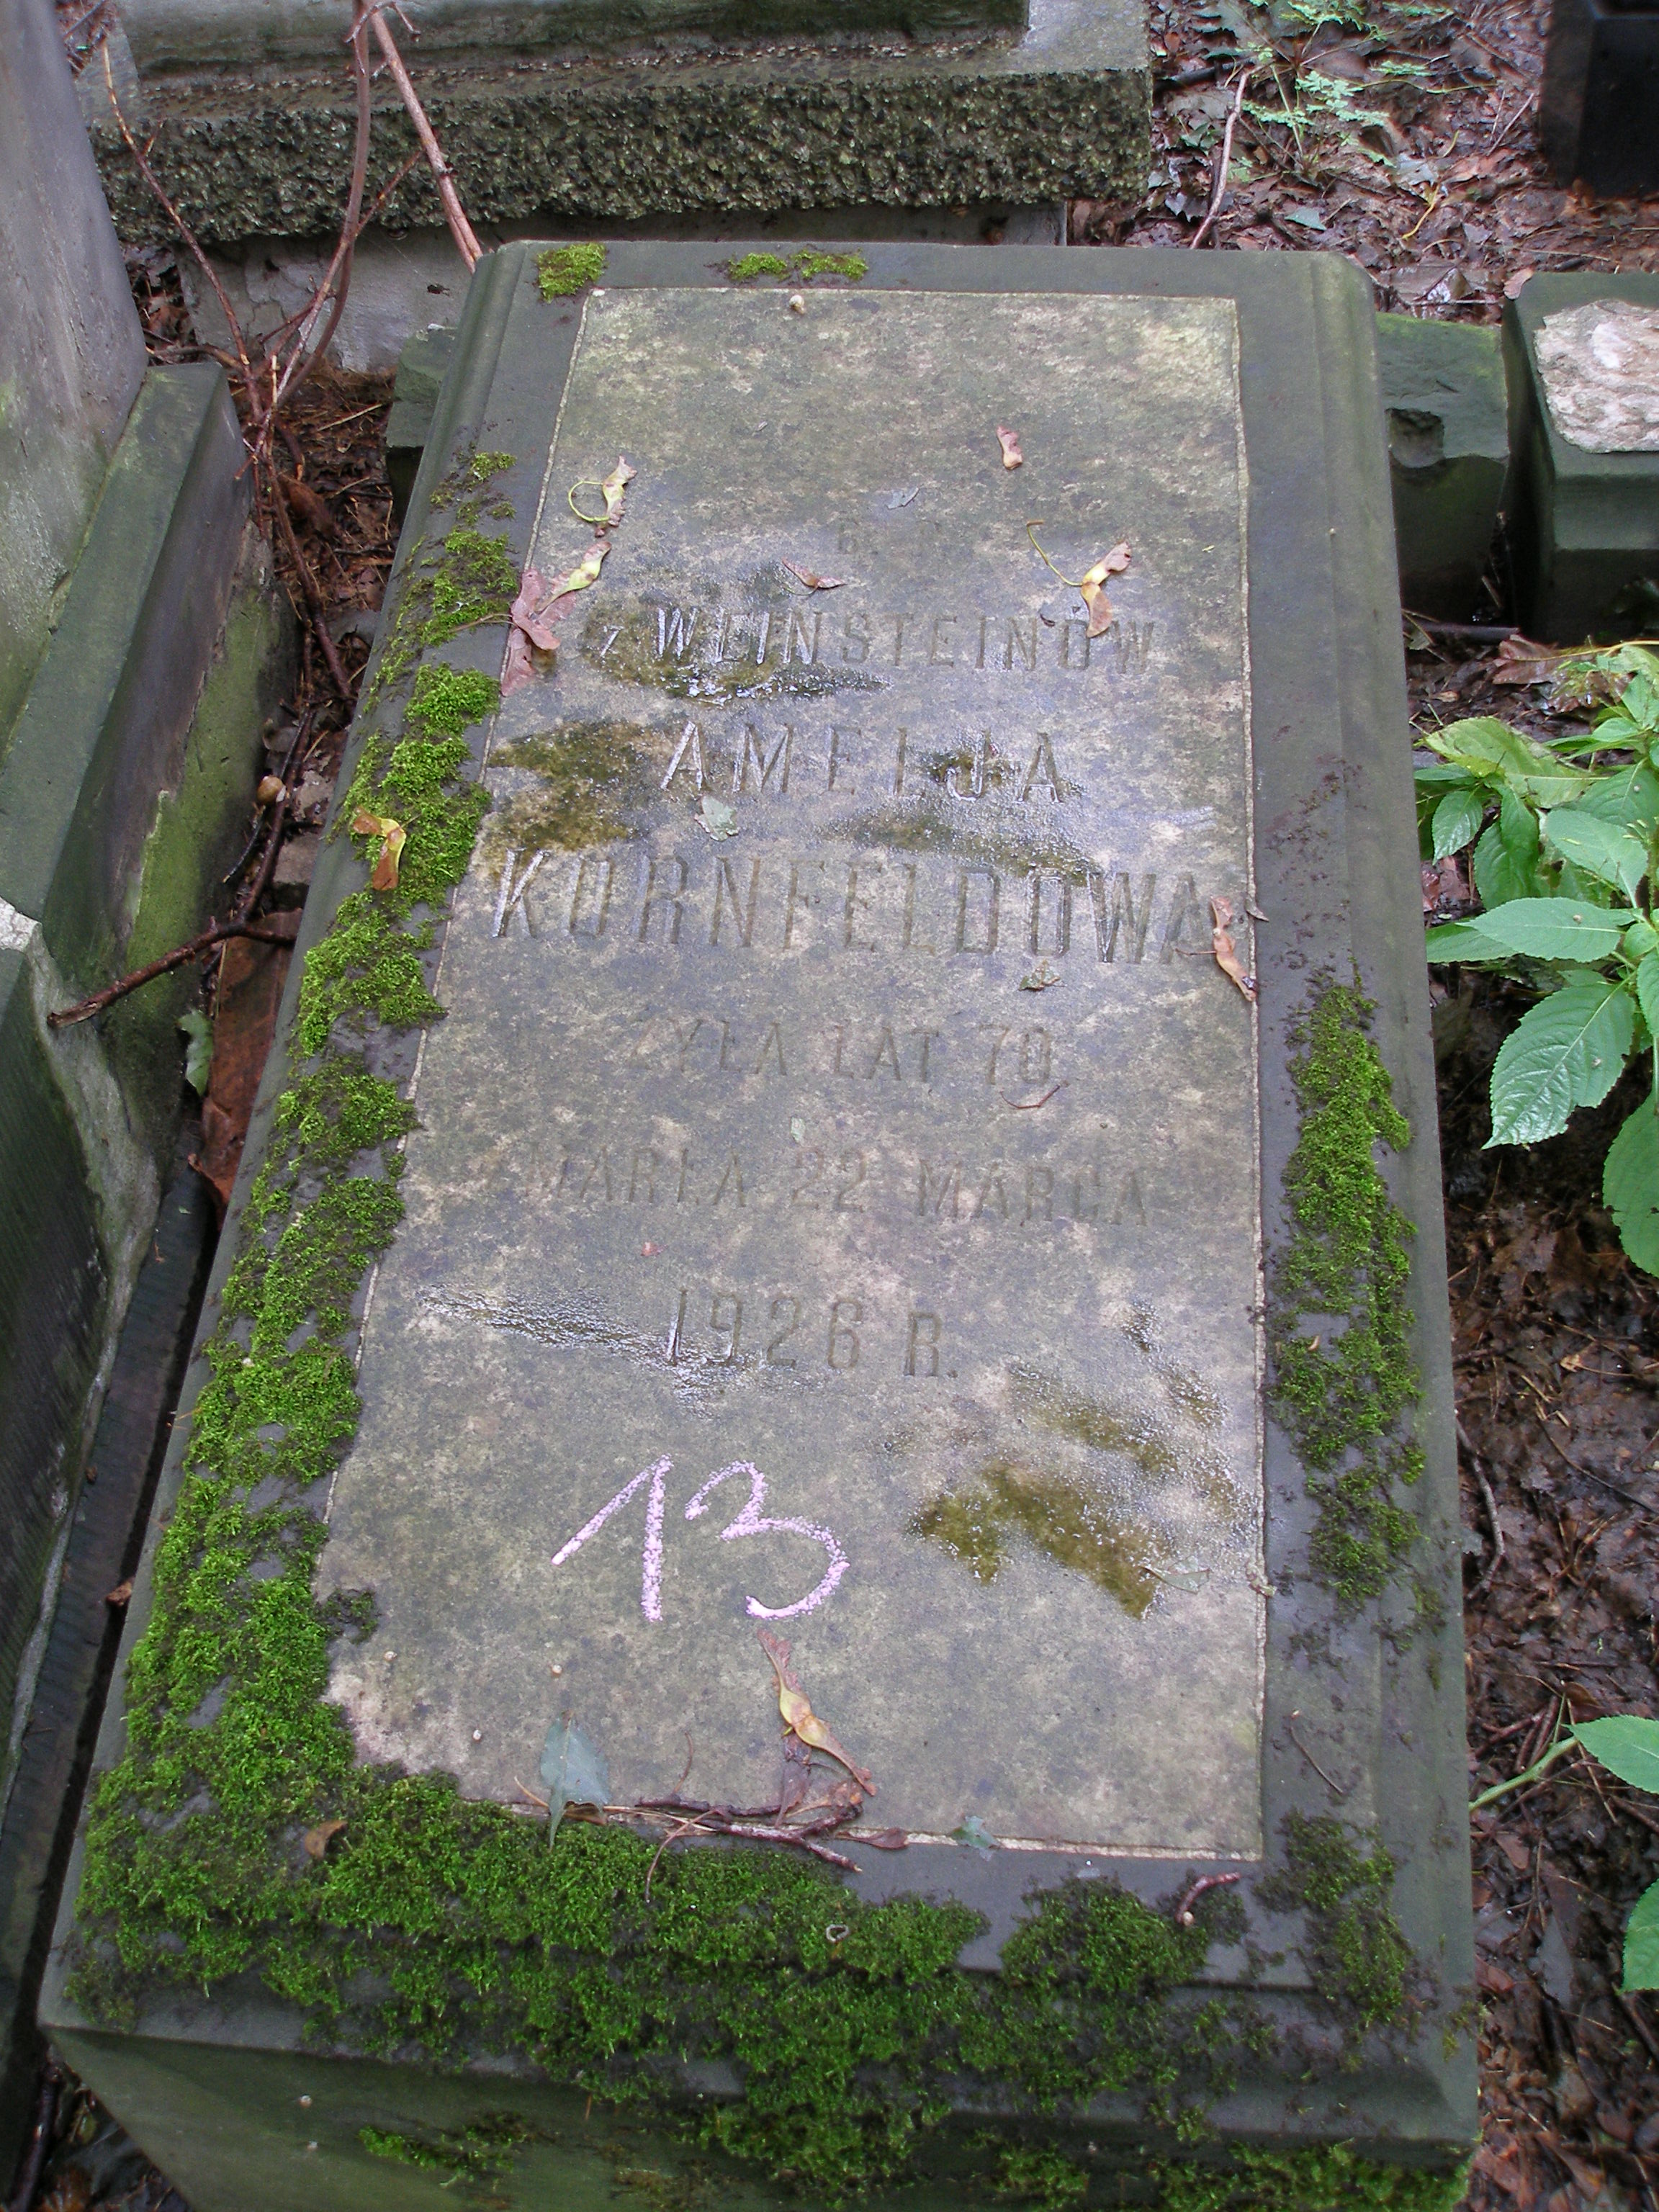 Ś.
Z WEINSTEINÓW
AMELJA
KORNFELDOWA
ŻYŁA LAT 70
ZMARŁA 22 MARCA
1926 R.
13